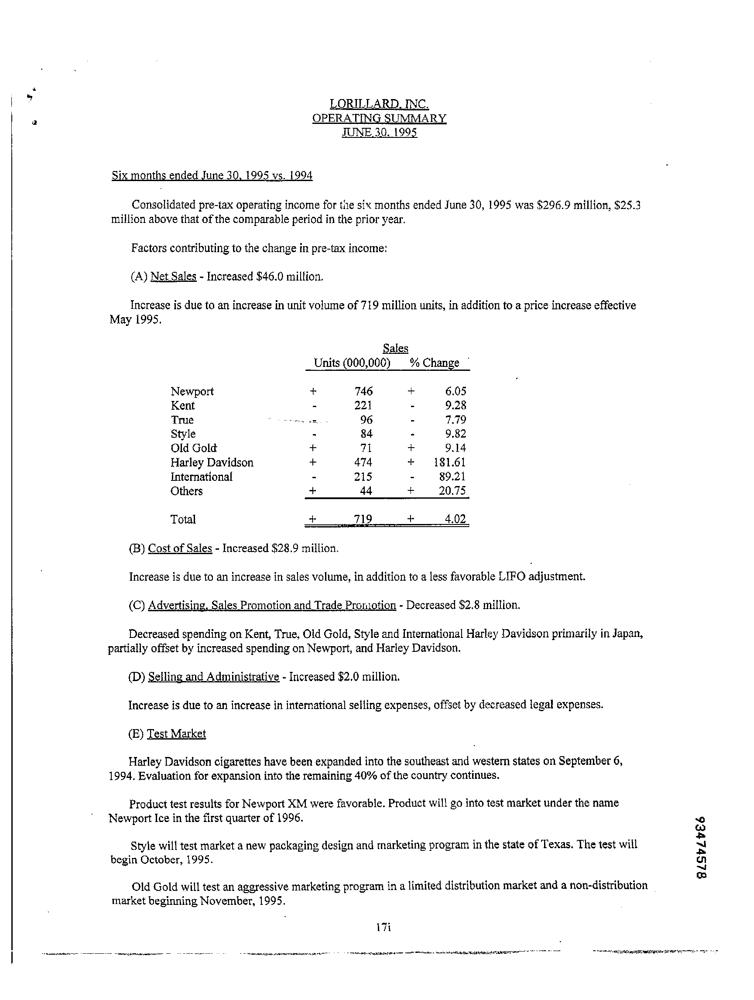 LORILLARD, INC.
OPERATING SUMMARY
JUNE 30, 1995
Six months ended June 30, 1995 vs. 1994
Consolidated pre-tax operating income for the six months ended June 30, 1995 was $296.9 million, $25.3
million above that of the comparable period in the prior year.
Factors contributing to the change in pre-tax income:
(A) Net Sales - Increased $46.0 million.
Increase is due to an increase in unit volume of 719 million units, in addition to a price increase effective
May 1995.
Sales
Units (000,000) % Change
Newport + 746 + 6.05
Kent - 221 - 9.28
True - 96 - 7.79
Style - 84 - 9.82
Old Gold + 71 + 9.14
Harley Davidson + 474 + 181.61
International - 215 - 89.21
Others + 44 + 20.75
Total + 719 + 4.02
(B) Cost of Sales - Increased $28.9 million.
Increase is due to an increase in sales volume, in addition to a less favorable LIFO adjustment.
(C) Advertising, Sales Promotion and Trade Promotion - Decreased $2.8 million.
Decreased spending on Kent, True, Old Gold, Style and International Harley Davidson primarily in Japan,
partially offset by increased spending on Newport, and Harley Davidson.
(D) Selling and Administrative - Increased $2.0 million.
Increase is due to an increase in international selling expenses, offset by decreased legal expenses.
(E) Test Market
Harley Davidson cigarettes have been expanded into the southeast and western states on September 6,
1994. Evaluation for expansion into the remaining 40% of the country continues.
Product test results for Newport XM were favorable. Product will go into test market under the name
Newport Ice in the first quarter of 1996.
Style will test market a new packaging design and marketing program in the state of Texas. The test will
begin October, 1995.
Old Gold will test an aggressive marketing program in a limited distribution market and a non-distribution
market beginning November, 1995.
17i
93474578